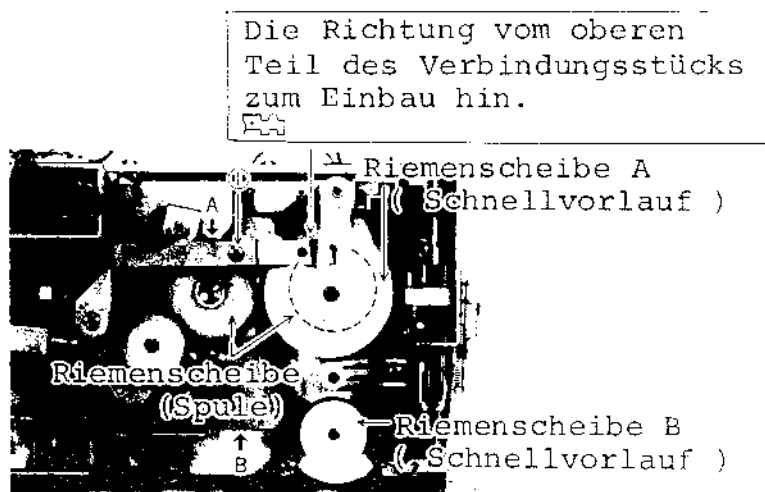 Die Richtung vom oberen
Teil des Verbindungsstücks
zum Einbau hin.
Riemenscheibe A
( Schnellvorlauf )
A
Riemenscheibe
(Spule)
Riemenscheibe B
( Schnellvorlauf )
B